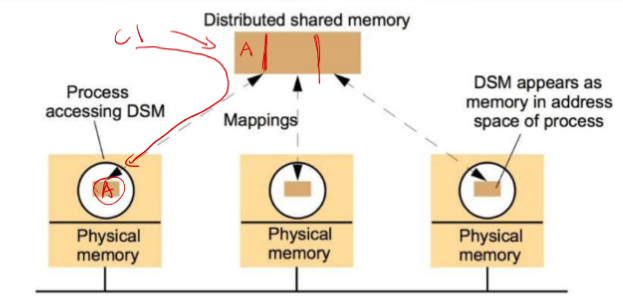 Distributed shared memory
C1
A
Process
accessing DSM
DSM appears as
memory in address
space of process
Mappings
A
Physical
memory
Physical
memory
Physical
memory